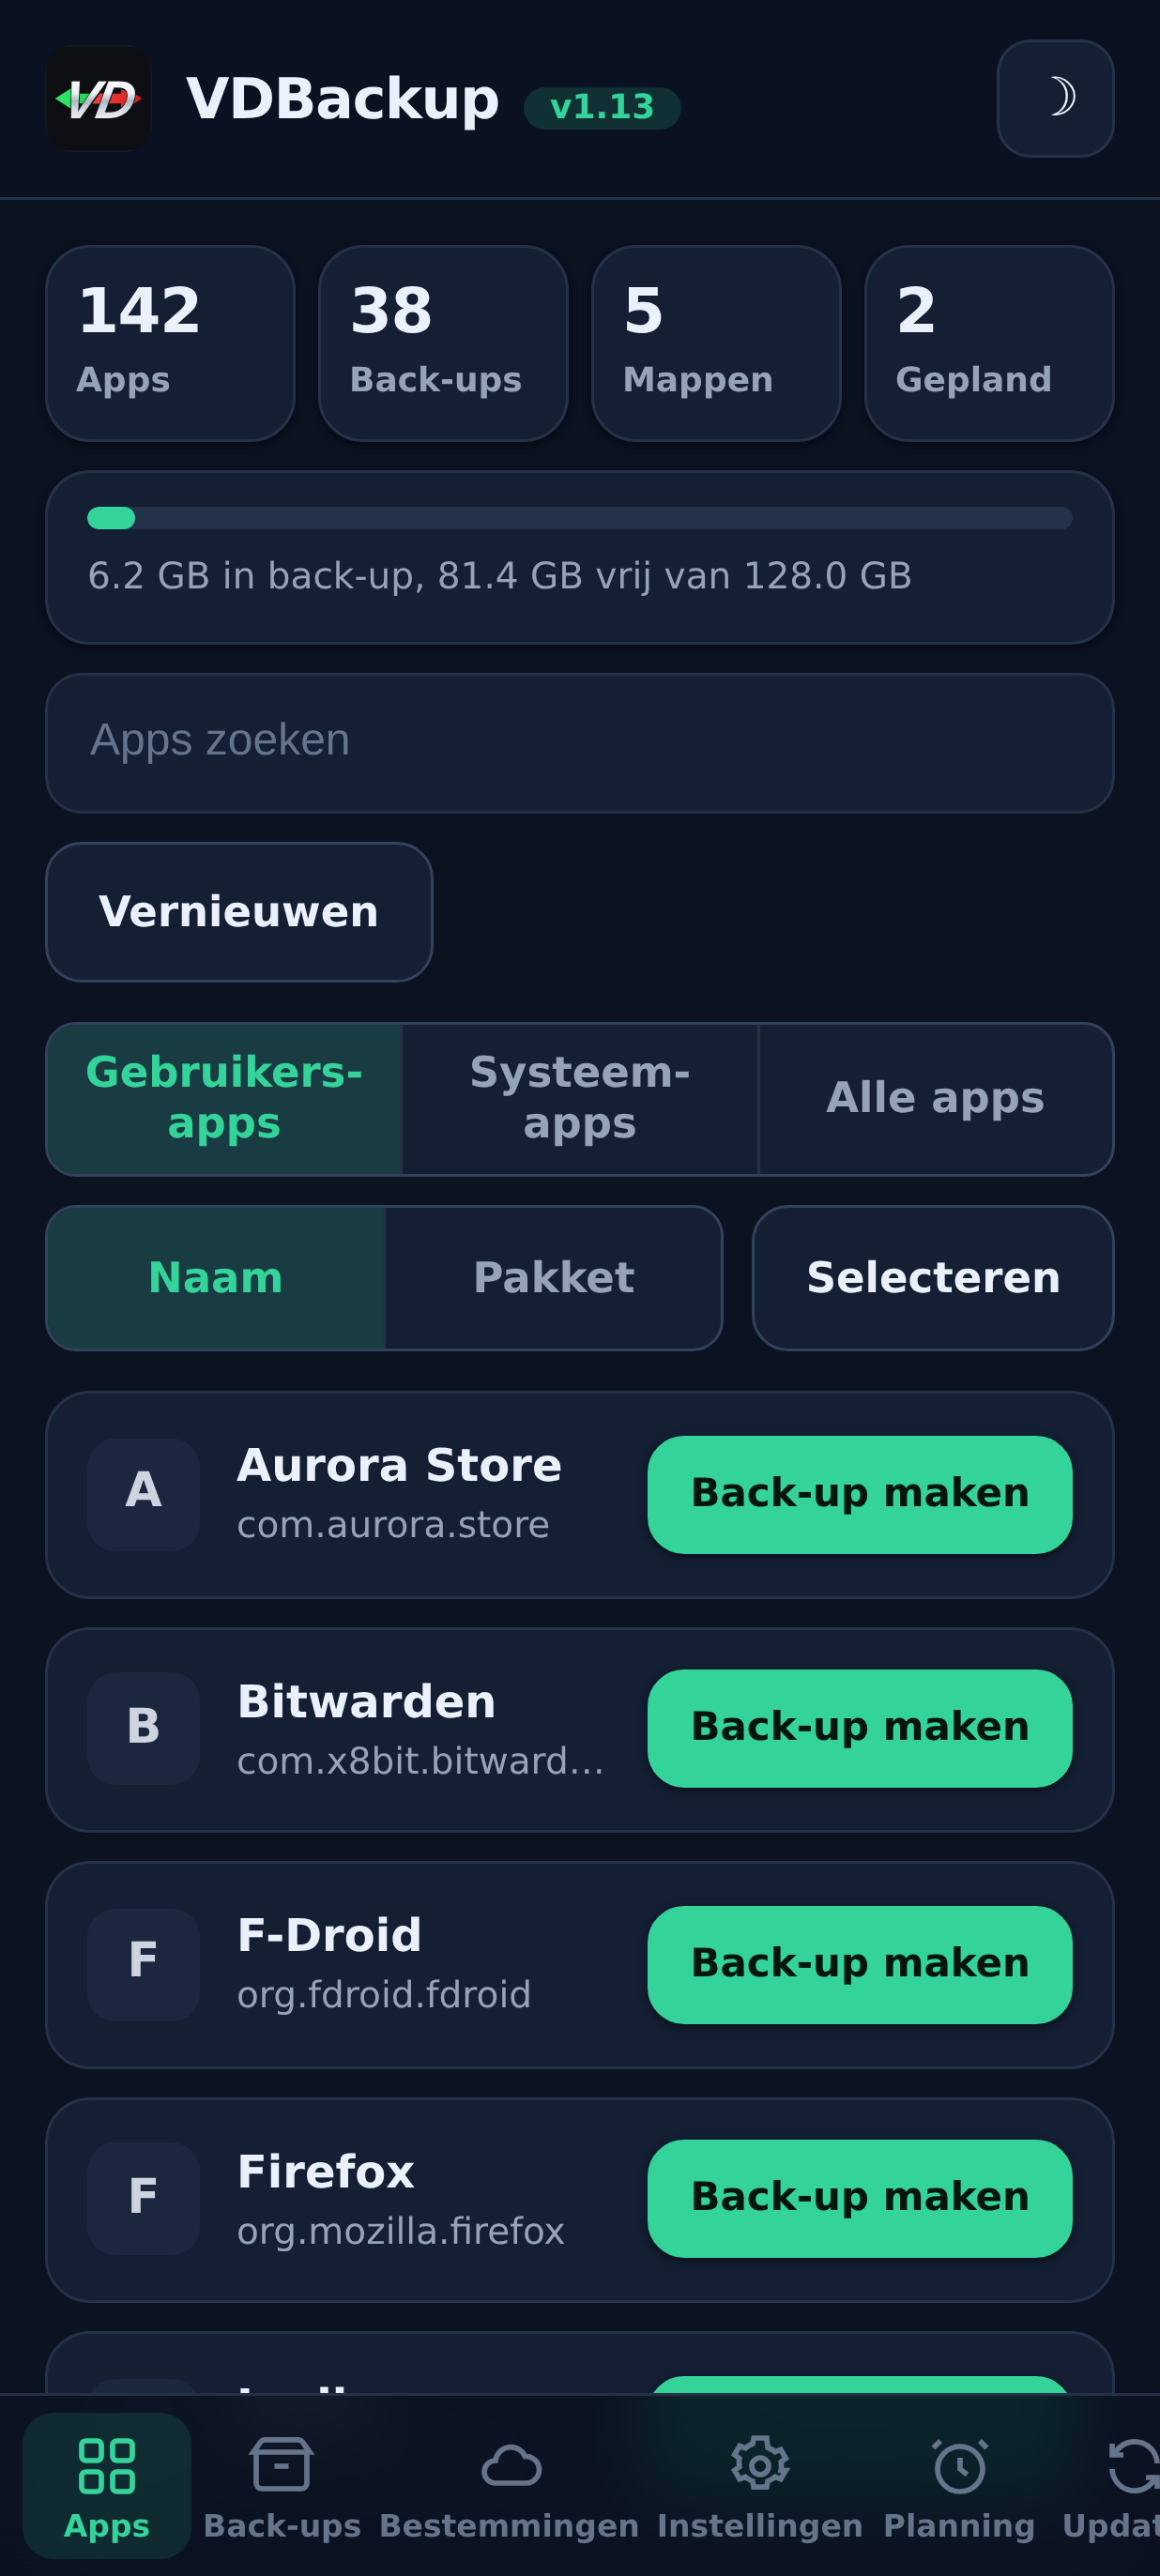 VD
VDBackup v1.13
142
Apps
38
Back-ups
5
Mappen
2
Gepland
6.2 GB in back-up, 81.4 GB vrij van 128.0 GB
Apps zoeken
Vernieuwen
Gebruikers-
apps
Systeem-
apps
Alle apps
Naam
Pakket
Selecteren
A
Aurora Store
com.aurora.store
Back-up maken
B
Bitwarden
com.x8bit.bitward...
Back-up maken
F
F-Droid
org.fdroid.fdroid
Back-up maken
F
Firefox
org.mozilla.firefox
Back-up maken
Apps
Back-ups
Bestemmingen
Instellingen
Planning